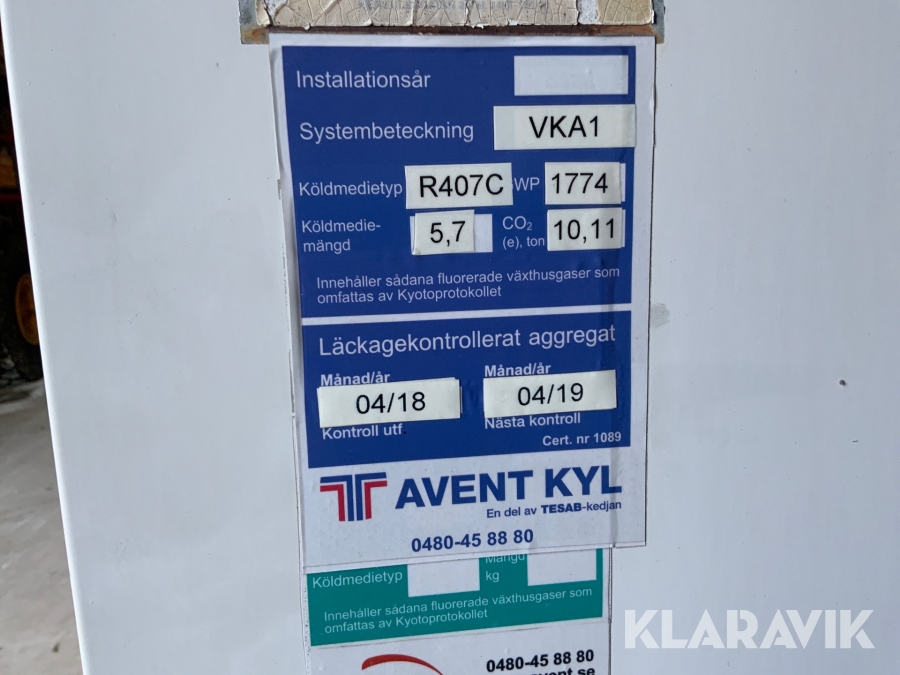 Installationsår
Systembeteckning VKA1
Köldmedietyp R407C WP 1774
Köldmedie- 5,7 CO₂ 10,11
mängd (e), ton
Innehåller sådana fluorerade växthusgaser som
omfattas av Kyotoprotokollet
Läckagekontrollerat aggregat
Månad/år Månad/år
04/18 04/19
Kontroll utf. Nästa kontroll
Cert. nr 1089
AVENT KYL
En del av TESAB-kedjan
0480-45 88 80
Köldmedietyp Mängd
kg
Innehåller sådana fluorerade växthusgaser som
omfattas av Kyotoprotokollet
KLARAVIK
0480-45 88 80